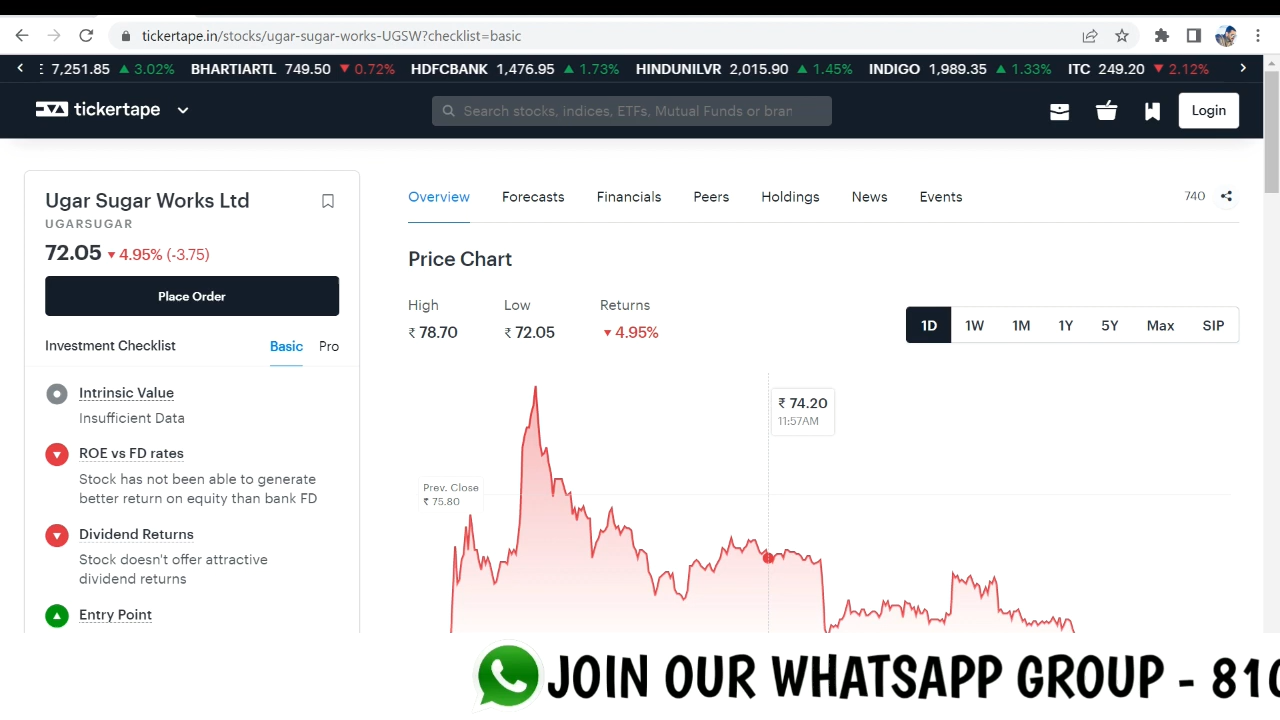 tickertape.in/stocks/ugar-sugar-works-UGSW?checklist=basic
7,251.85 ▲ 3.02% BHARTIARTL 749.50 ▼ 0.72% HDFCBANK 1,476.95 ▲ 1.73% HINDUNILVR 2,015.90 ▲ 1.45% INDIGO 1,989.35 ▲ 1.33% ITC 249.20 ▼ 2.12%
tickertape
Search stocks, indices, ETFs, Mutual Funds or bran
Login
Ugar Sugar Works Ltd
UGARSUGAR
72.05 ▼ 4.95% (-3.75)
Place Order
Investment Checklist Basic Pro
Intrinsic Value
Insufficient Data
ROE vs FD rates
Stock has not been able to generate
better return on equity than bank FD
Dividend Returns
Stock doesn't offer attractive
dividend returns
Entry Point
Overview Forecasts Financials Peers Holdings News Events 740
Price Chart
High Low Returns
₹ 78.70 ₹ 72.05 ▼ 4.95%
1D 1W 1M 1Y 5Y Max SIP
₹ 74.20
11:57AM
Prev. Close
₹ 75.80
JOIN OUR WHATSAPP GROUP - 81